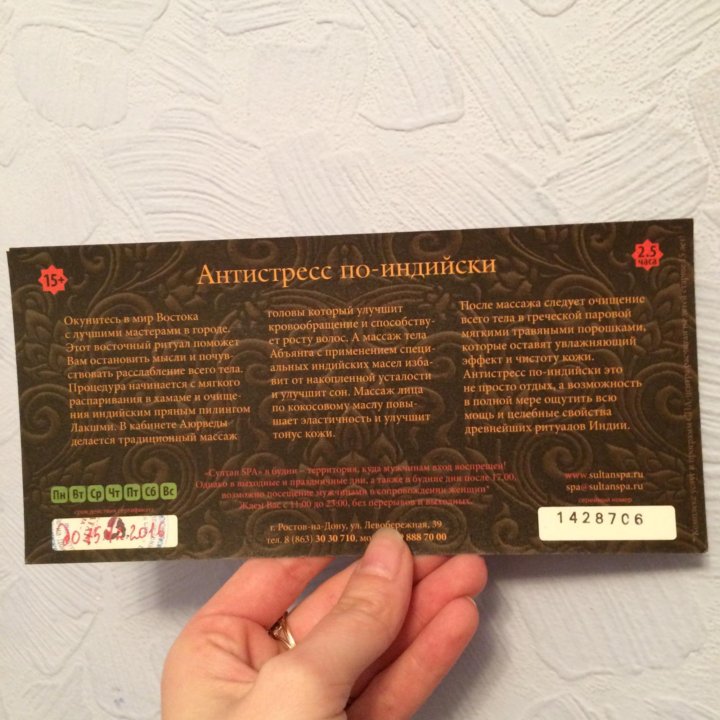 15+
Антистресс по-индийски
2.5
часа
Окунитесь в мир Востока
с лучшими мастерами в городе.
Этот восточный ритуал поможет
Вам остановить мысли и почув-
ствовать расслабление всего тела.
Процедура начинается с мягкого
распаривания в хамаме и очище-
ния индийским пряным пилингом
Лакшми. В кабинете Аюрведы
делается традиционный массаж
головы который улучшит
кровообращение и способству-
ет росту волос. А массаж тела
Абъянга с применением специ-
альных индийских масел изба-
вит от накопленной усталости
и улучшит сон. Массаж лица
по кокосовому маслу повы-
шает эластичность и улучшит
тонус кожи.
После массажа следует очищение
всего тела в греческой паровой
мягкими травяными порошками,
которые оставят увлажняющий
эффект и чистоту кожи.
Антистресс по-индийски это
не просто отдых, а возможность
в полной мере ощутить всю
мощь и целебные свойства
древнейших ритуалов Индии.
«Султан SPA» в будни – территория, куда мужчинам вход воспрещен!
Однако в выходные и праздничные дни, а также в будние дни после 17.00,
возможно посещение мужчинами в сопровождении женщин*
Ждем Вас с 11:00 до 23:00, без перерывов и выходных.
Пн Вт Ср Чт Пт Сб Вс
срок действия сертификата
г. Ростов-на-Дону, ул. Левобережная, 39
тел. 8 (863) 30 30 710, 888 70 00
www.sultanspa.ru
spa@sultanspa.ru
серийный номер
1428706